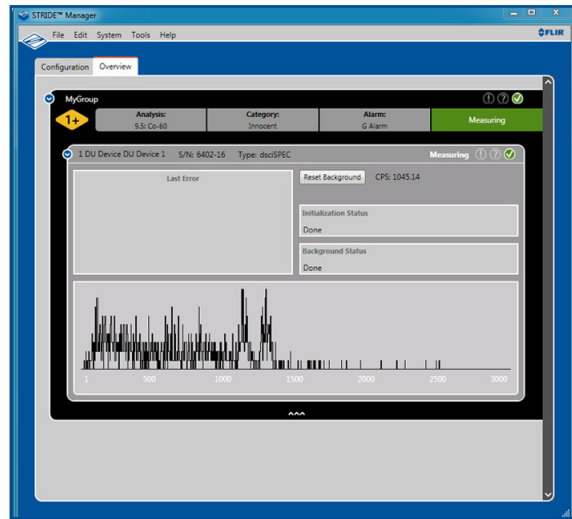 STRIDE™ Manager
File Edit System Tools Help
FLIR
Configuration Overview
MyGroup
1+
Analysis: Category: Alarm: Measuring
9.5: Co-60 Innocent G Alarm
1 DU Device DU Device 1 S/N: 6402-16 Type: dsciSPEC Measuring
Last Error
Reset Background CPS: 1045.14
Initialization Status
Done
Background Status
Done
1 500 1000 1500 2000 2500 3000